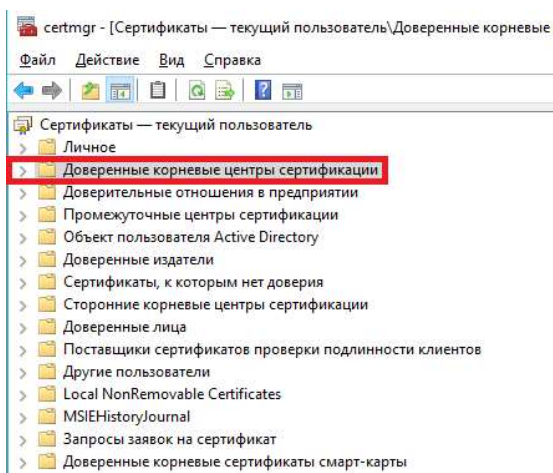 certmgr - [Сертификаты — текущий пользователь\Доверенные корневые
Файл Действие Вид Справка
Сертификаты — текущий пользователь
Личное
Доверенные корневые центры сертификации
Доверительные отношения в предприятии
Промежуточные центры сертификации
Объект пользователя Active Directory
Доверенные издатели
Сертификаты, к которым нет доверия
Сторонние корневые центры сертификации
Доверенные лица
Поставщики сертификатов проверки подлинности клиентов
Другие пользователи
Local NonRemovable Certificates
MSIEHistoryJournal
Запросы заявок на сертификат
Доверенные корневые сертификаты смарт-карты